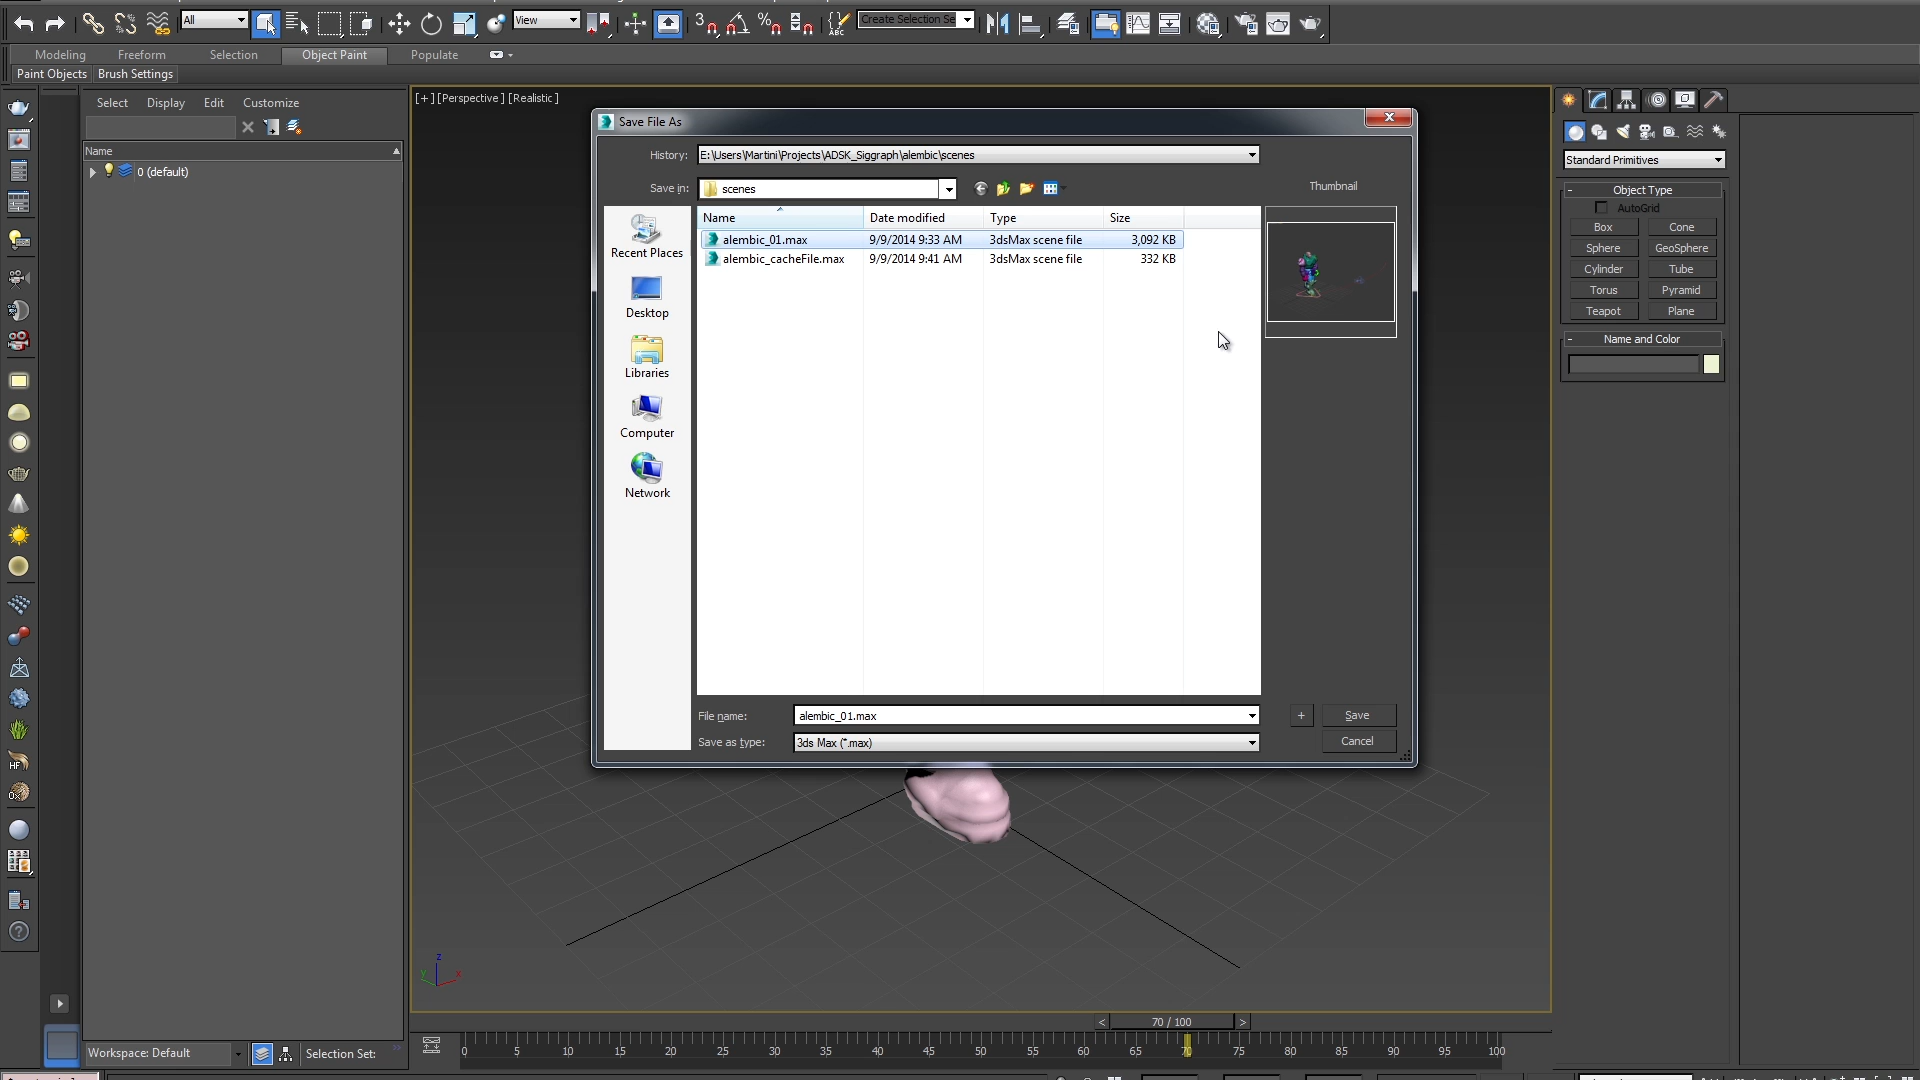 All
View
3
ABC
Create Selection Se
Modeling Freeform Selection Object Paint Populate
Paint Objects Brush Settings
Select Display Edit Customize
Name
0 (default)
[+] [Perspective] [Realistic]
Save File As
History: E:\Users\Martini\Projects\ADSK_Siggraph\alembic\scenes
Save in: scenes
Thumbnail
Name Date modified Type Size
alembic_01.max 9/9/2014 9:33 AM 3dsMax scene file 3,092 KB
alembic_cacheFile.max 9/9/2014 9:41 AM 3dsMax scene file 332 KB
Recent Places
Desktop
Libraries
Computer
Network
File name: alembic_01.max
+ Save
Save as type: 3ds Max (*.max)
Cancel
Standard Primitives
- Object Type
AutoGrid
Box Cone
Sphere GeoSphere
Cylinder Tube
Torus Pyramid
Teapot Plane
- Name and Color
HF
z
y x
< 70 / 100 >
0 5 10 15 20 25 30 35 40 45 50 55 60 65 70 75 80 85 90 95 100
Workspace: Default Selection Set: